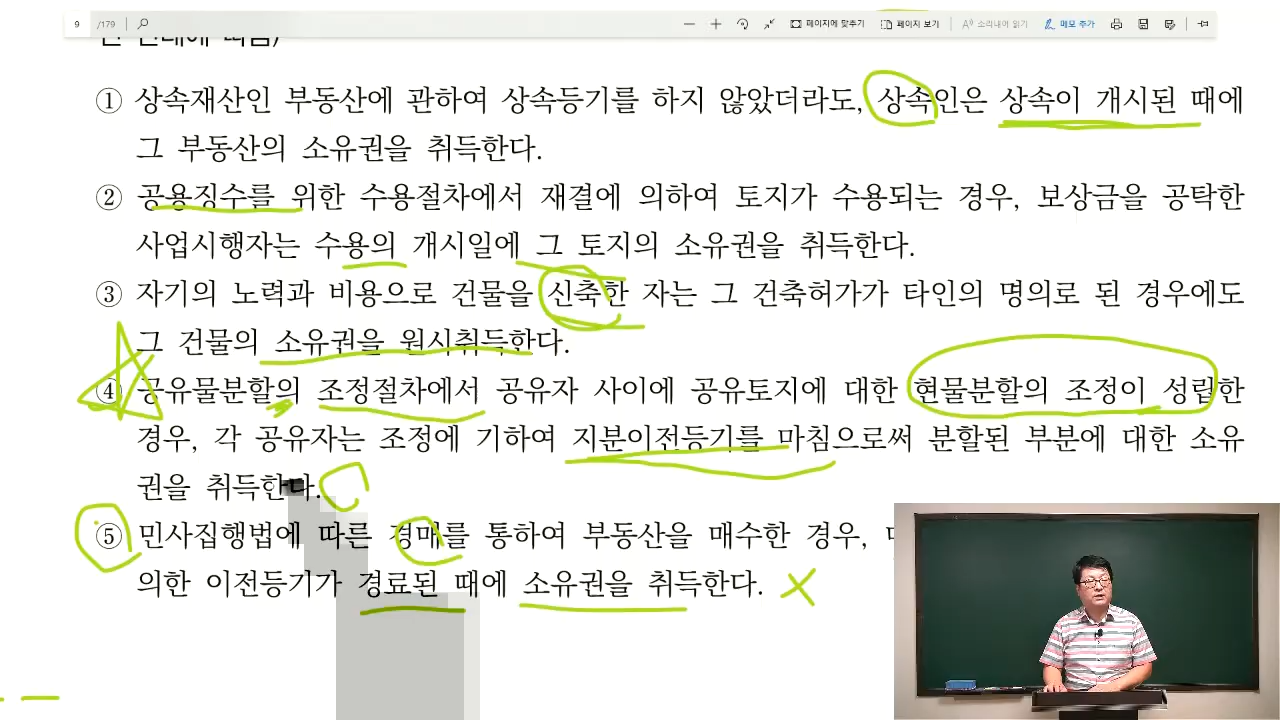 9 /179 페이지에 맞추기 페이지 보기 소리내어 읽기 메모 추가
① 상속재산인 부동산에 관하여 상속등기를 하지 않았더라도, 상속인은 상속이 개시된 때에
그 부동산의 소유권을 취득한다.
② 공용징수를 위한 수용절차에서 재결에 의하여 토지가 수용되는 경우, 보상금을 공탁한
사업시행자는 수용의 개시일에 그 토지의 소유권을 취득한다.
③ 자기의 노력과 비용으로 건물을 신축한 자는 그 건축허가가 타인의 명의로 된 경우에도
그 건물의 소유권을 원시취득한다.
④ 공유물분할의 조정절차에서 공유자 사이에 공유토지에 대한 현물분할의 조정이 성립한
경우, 각 공유자는 조정에 기하여 지분이전등기를 마침으로써 분할된 부분에 대한 소유
권을 취득한다.
⑤ 민사집행법에 따른 경매를 통하여 부동산을 매수한 경우,
의한 이전등기가 경료된 때에 소유권을 취득한다.